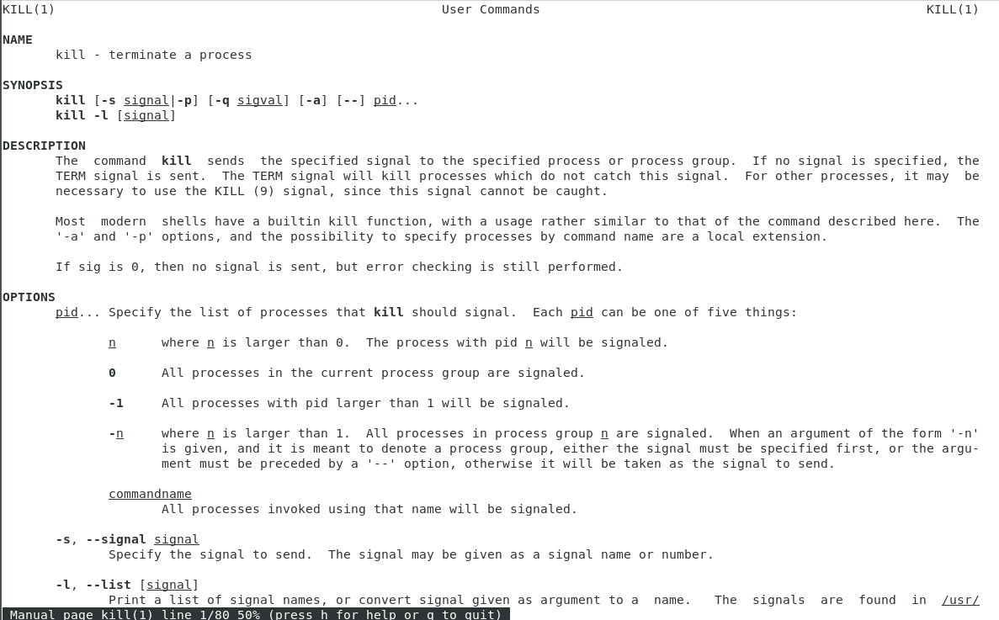 KILL(1) User Commands KILL(1)
NAME
kill - terminate a process
SYNOPSIS
kill [-s signal|-p] [-q sigval] [-a] [--] pid...
kill -l [signal]
DESCRIPTION
The command kill sends the specified signal to the specified process or process group. If no signal is specified, the
TERM signal is sent. The TERM signal will kill processes which do not catch this signal. For other processes, it may be
necessary to use the KILL (9) signal, since this signal cannot be caught.
Most modern shells have a builtin kill function, with a usage rather similar to that of the command described here. The
'-a' and '-p' options, and the possibility to specify processes by command name are a local extension.
If sig is 0, then no signal is sent, but error checking is still performed.
OPTIONS
pid... Specify the list of processes that kill should signal. Each pid can be one of five things:
n where n is larger than 0. The process with pid n will be signaled.
0 All processes in the current process group are signaled.
-1 All processes with pid larger than 1 will be signaled.
-n where n is larger than 1. All processes in process group n are signaled. When an argument of the form '-n'
is given, and it is meant to denote a process group, either the signal must be specified first, or the argu-
ment must be preceded by a '--' option, otherwise it will be taken as the signal to send.
commandname
All processes invoked using that name will be signaled.
-s, --signal signal
Specify the signal to send. The signal may be given as a signal name or number.
-l, --list [signal]
Print a list of signal names, or convert signal given as argument to a name. The signals are found in /usr/
Manual page kill(1) line 1/80 50% (press h for help or q to quit)